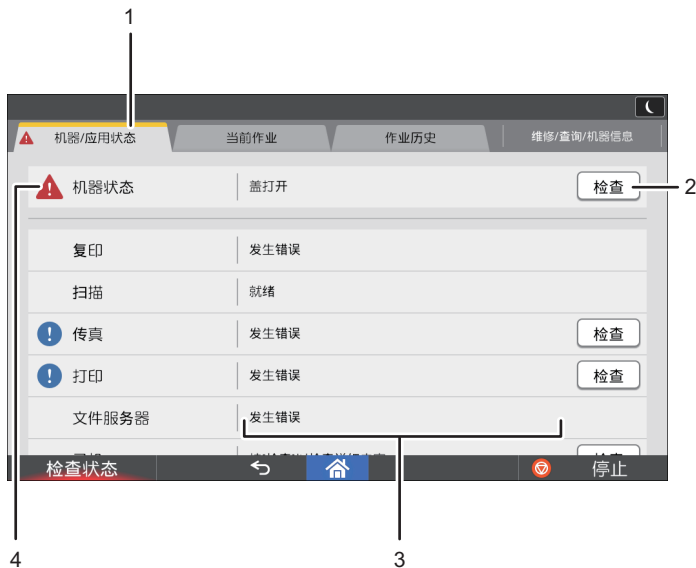 1
机器/应用状态 当前作业 作业历史 维修/查询/机器信息
机器状态 盖打开 检查 2
复印 发生错误
扫描 就绪
传真 发生错误 检查
打印 发生错误 检查
文件服务器 发生错误
检查状态 停止
4 3